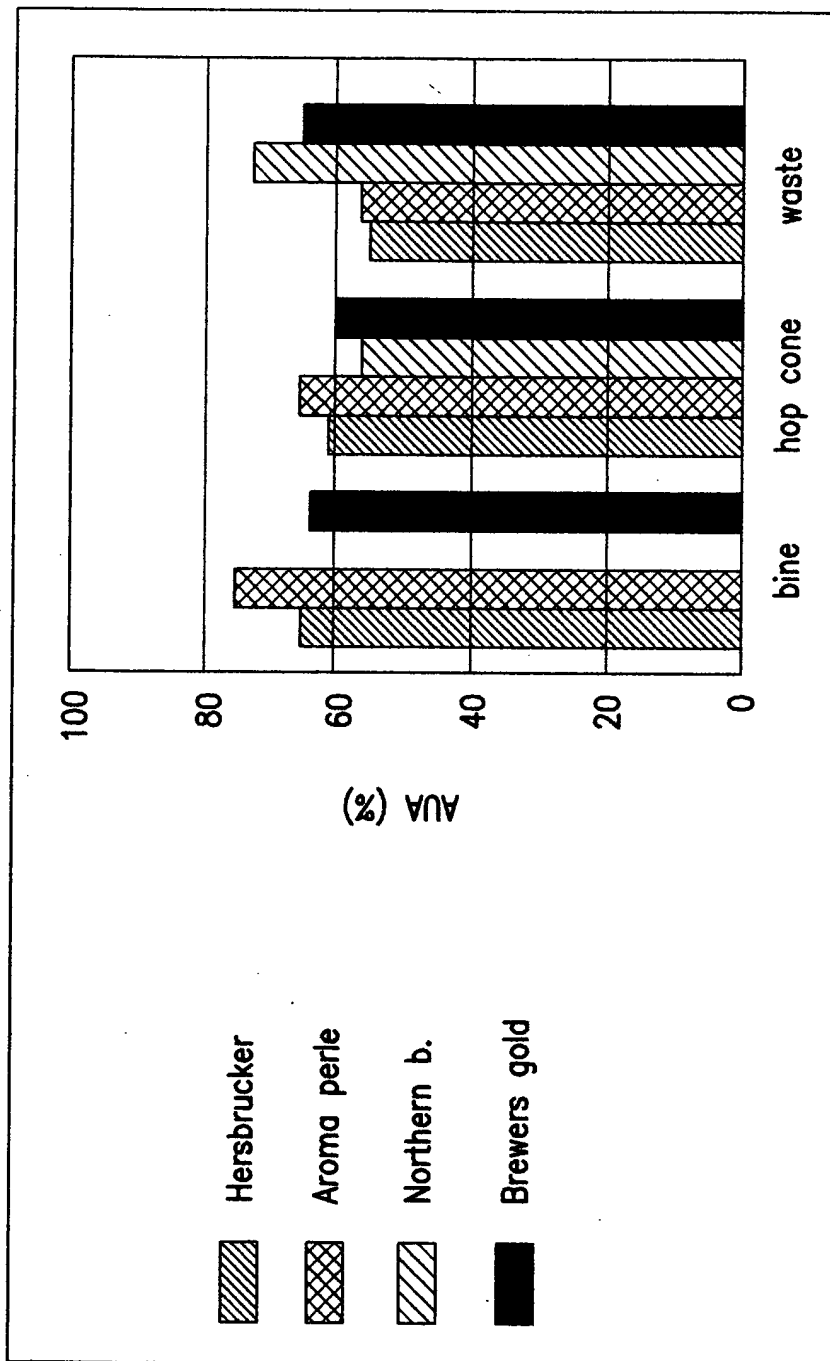 100
80
60
40
20
0
AUA (%)
bine
hop cone
waste
Hersbrucker
Aroma perle
Northern b.
Brewers gold